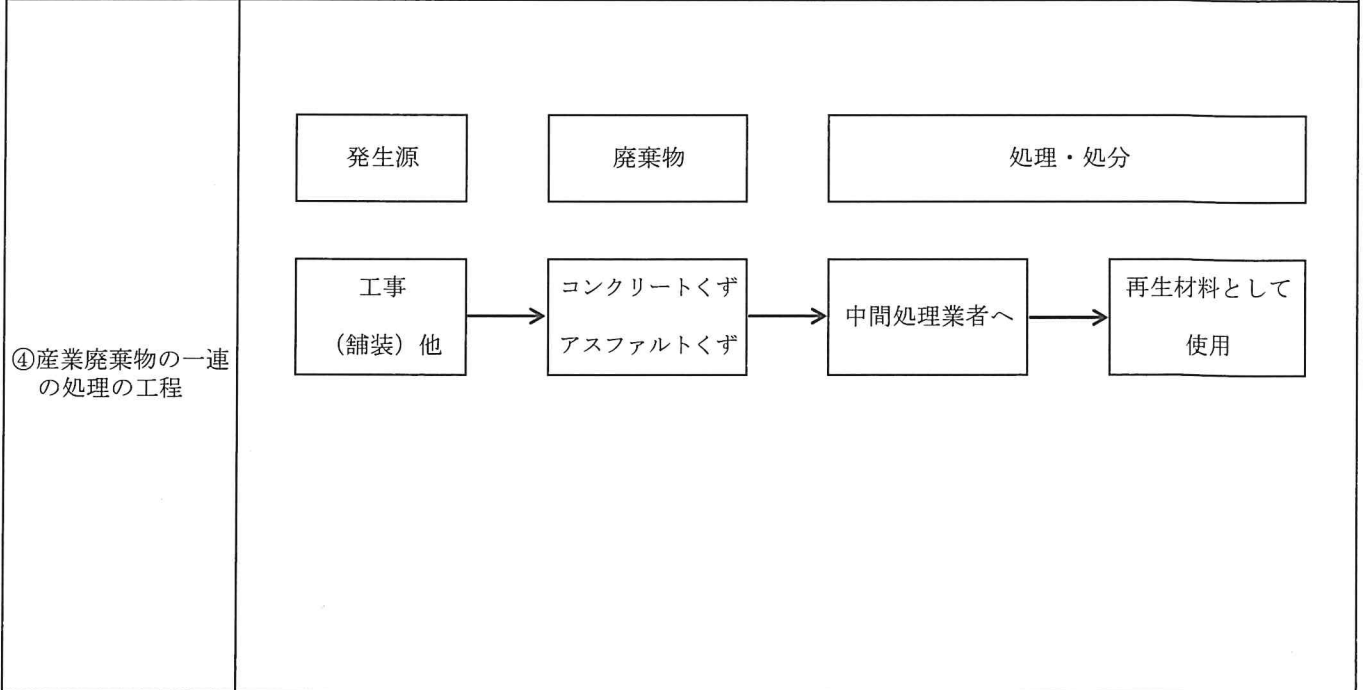 ④産業廃棄物の一連
の処理の工程
発生源
廃棄物
処理・処分
工事
（舗装）他
コンクリートくず
アスファルトくず
中間処理業者へ
再生材料として
使用